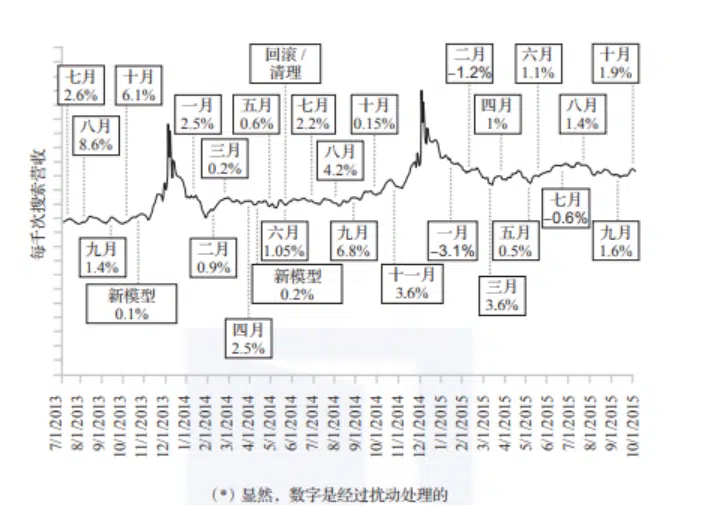 回滚 /
清理
七月
2.6%
十月
6.1%
八月
8.6%
一月
2.5%
三月
0.2%
五月
0.6%
七月
2.2%
八月
4.2%
十月
0.15%
二月
−1.2%
四月
1%
六月
1.1%
八月
1.4%
十月
1.9%
每千次搜索营收
九月
1.4%
新模型
0.1%
二月
0.9%
四月
2.5%
六月
1.05%
新模型
0.2%
九月
6.8%
十一月
3.6%
一月
−3.1%
三月
3.6%
五月
0.5%
七月
−0.6%
九月
1.6%
7/1/2013
8/1/2013
9/1/2013
10/1/2013
11/1/2013
12/1/2013
1/1/2014
2/1/2014
3/1/2014
4/1/2014
5/1/2014
6/1/2014
7/1/2014
8/1/2014
9/1/2014
10/1/2014
11/1/2014
12/1/2014
1/1/2015
2/1/2015
3/1/2015
4/1/2015
5/1/2015
6/1/2015
7/1/2015
8/1/2015
9/1/2015
10/1/2015
（*）显然，数字是经过扰动处理的